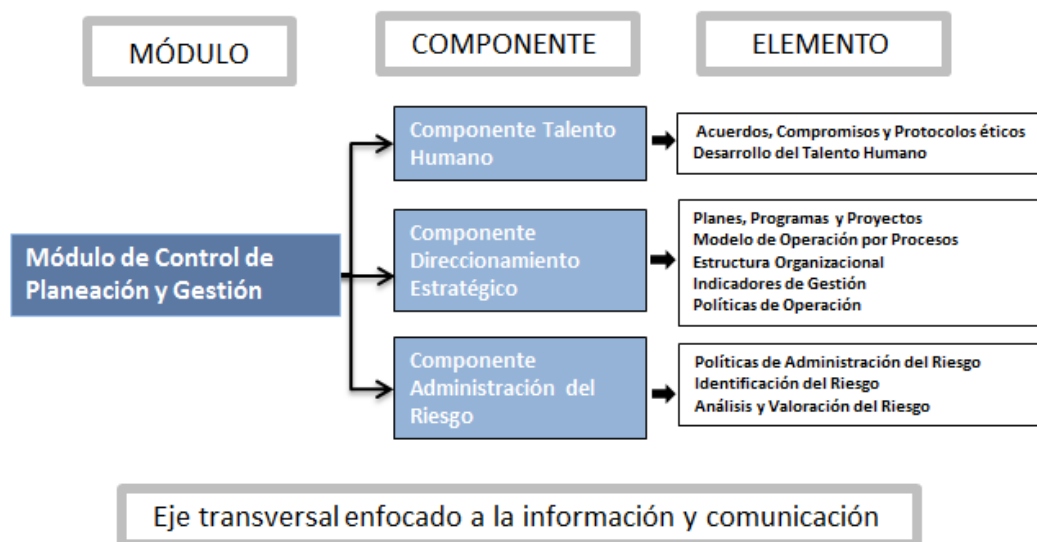 MÓDULO
COMPONENTE
ELEMENTO
Módulo de Control de
Planeación y Gestión
Componente Talento
Humano
Acuerdos, Compromisos y Protocolos éticos
Desarrollo del Talento Humano
Componente
Direccionamiento
Estratégico
Planes, Programas y Proyectos
Modelo de Operación por Procesos
Estructura Organizacional
Indicadores de Gestión
Políticas de Operación
Componente
Administración del
Riesgo
Políticas de Administración del Riesgo
Identificación del Riesgo
Análisis y Valoración del Riesgo
Eje transversal enfocado a la información y comunicación